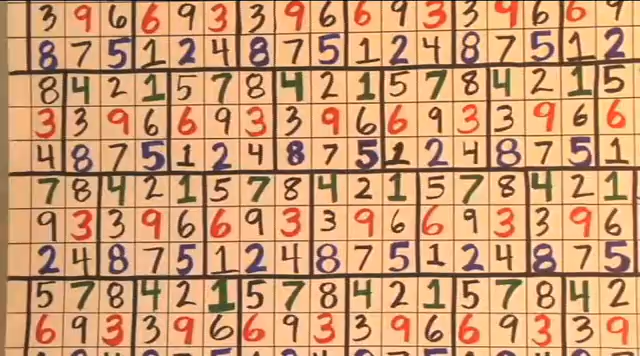 3 9 6 6 9 3 3 9 6 6 9 3 3 9 6 6 9
8 7 5 1 2 4 8 7 5 1 2 4 8 7 5 1 2
8 4 2 1 5 7 8 4 2 1 5 7 8 4 2 1 5
3 3 9 6 6 9 3 3 9 6 6 9 3 3 9 6 6
4 8 7 5 1 2 4 8 7 5 1 2 4 8 7 5 1
7 8 4 2 1 5 7 8 4 2 1 5 7 8 4 2 1
9 3 3 9 6 6 9 3 3 9 6 6 9 3 3 9 6
2 4 8 7 5 1 2 4 8 7 5 1 2 4 8 7 5
5 7 8 4 2 1 5 7 8 4 2 1 5 7 8 4 2
6 9 3 3 9 6 6 9 3 3 9 6 6 9 3 3 9